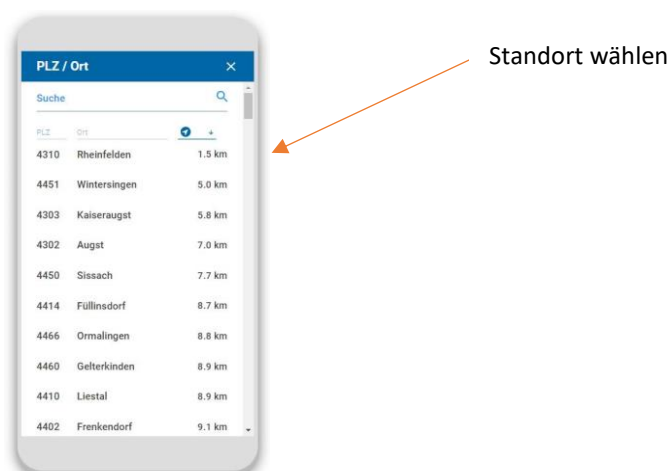 Standort wählen
PLZ / Ort ×
Suche
PLZ Ort
4310 Rheinfelden 1.5 km
4451 Wintersingen 5.0 km
4303 Kaiseraugst 5.8 km
4302 Augst 7.0 km
4450 Sissach 7.7 km
4414 Füllinsdorf 8.7 km
4466 Ormalingen 8.8 km
4460 Gelterkinden 8.9 km
4410 Liestal 8.9 km
4402 Frenkendorf 9.1 km